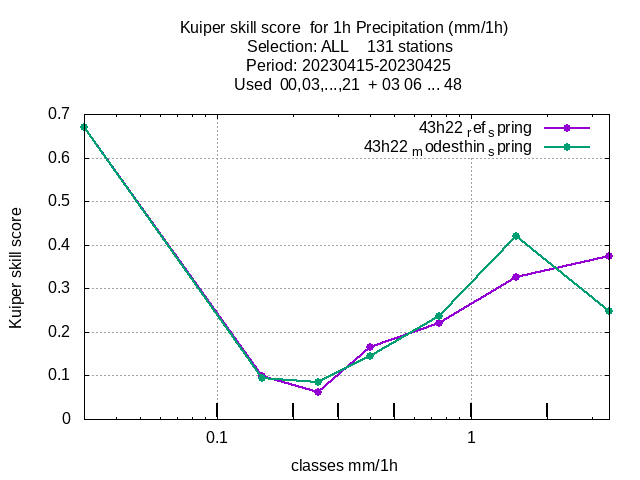 Kuiper skill score  for 1h Precipitation (mm/1h)
Selection: ALL    131 stations
Period: 20230415-20230425
Used  00,03,...,21  + 03 06 ... 48
0.7
0.6
0.5
0.4
0.3
0.2
0.1
0
Kuiper skill score
43h22 ref spring
43h22 modesthin spring
0.1
1
classes mm/1h